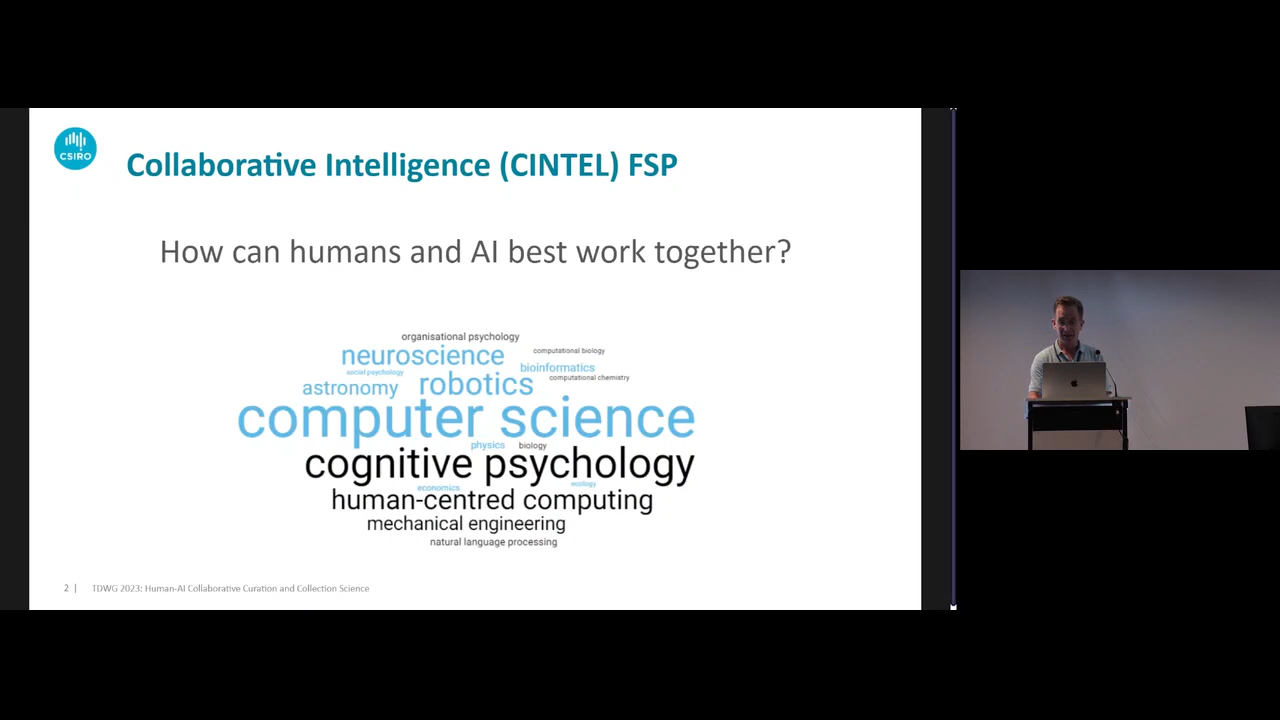 CSIRO
Collaborative Intelligence (CINTEL) FSP
How can humans and AI best work together?
organisational psychology
neuroscience
computational biology
social psychology
bioinformatics
astronomy
robotics
computational chemistry
computer science
physics
biology
cognitive psychology
economics
ecology
human-centred computing
mechanical engineering
natural language processing
2 | TDWG 2023: Human-AI Collaborative Curation and Collection Science